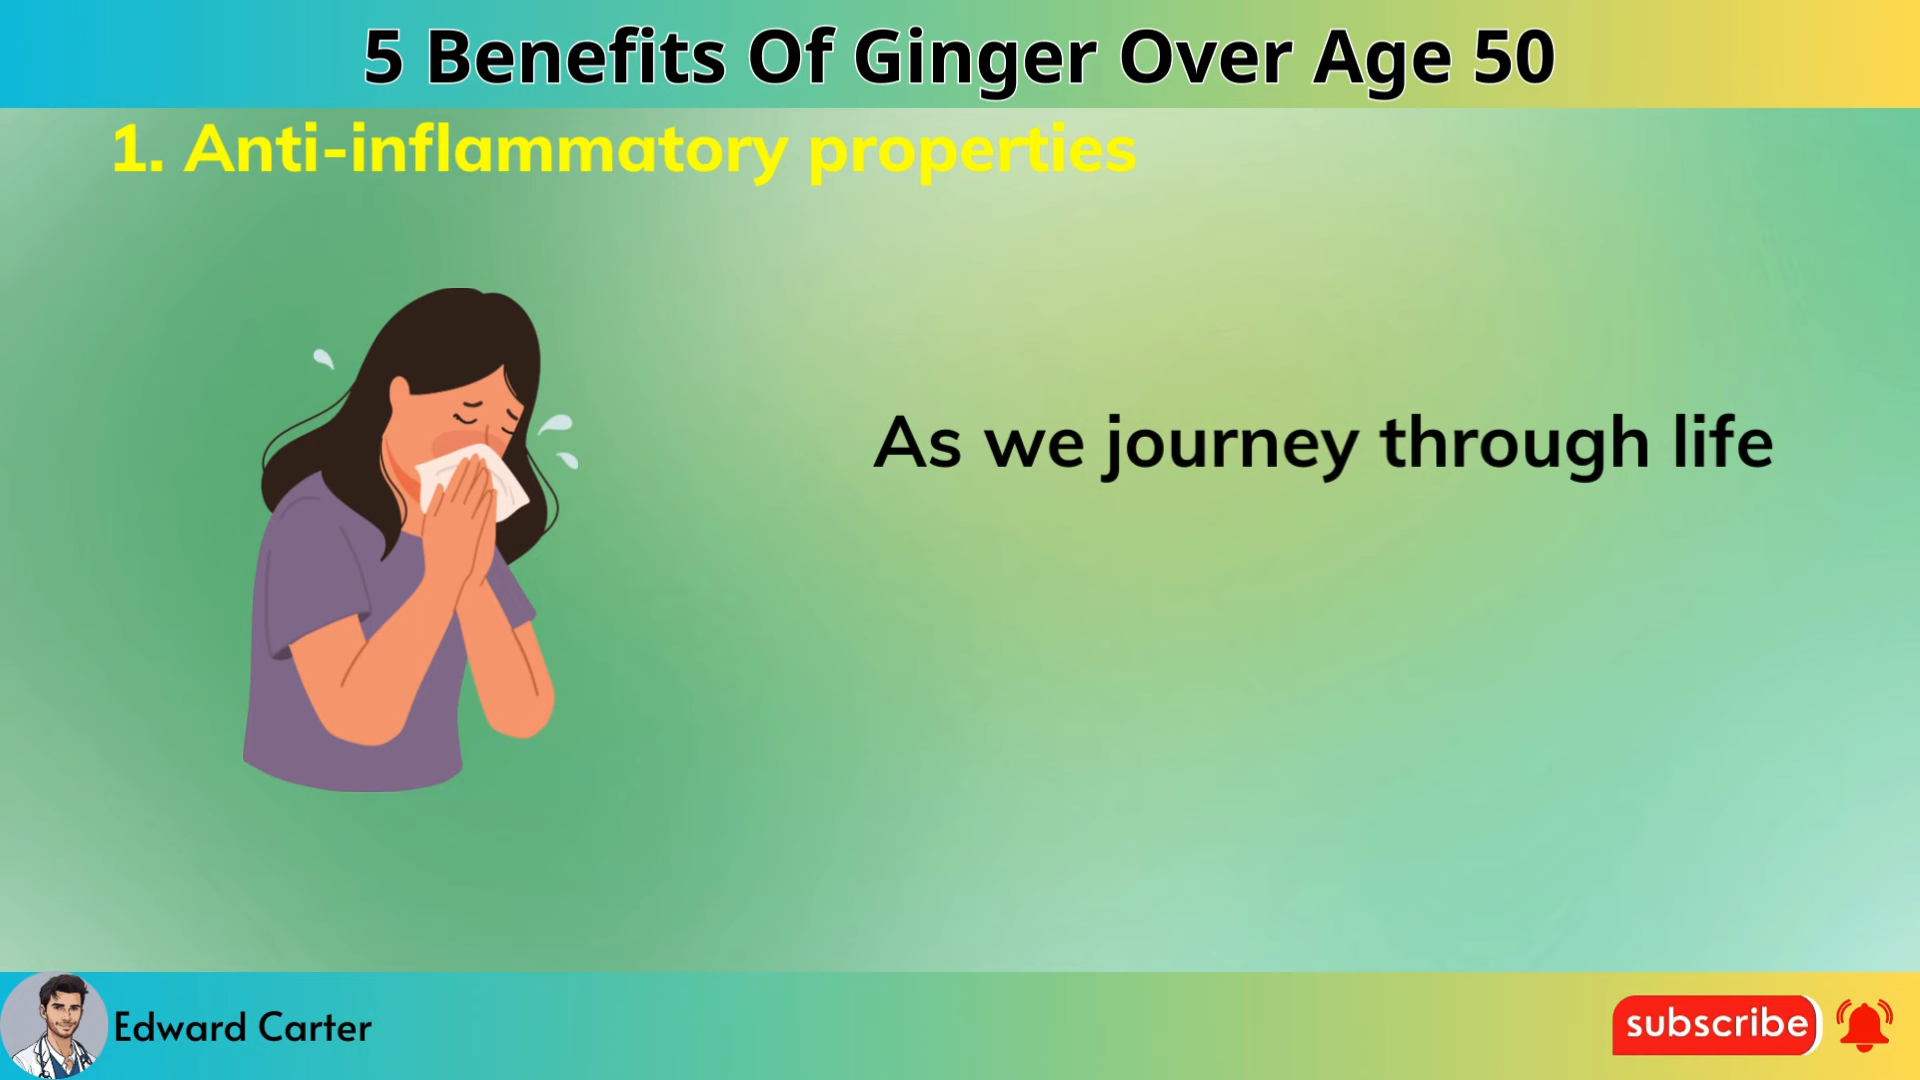 5 Benefits Of Ginger Over Age 50
1. Anti-inflammatory properties
As we journey through life
Edward Carter
subscribe